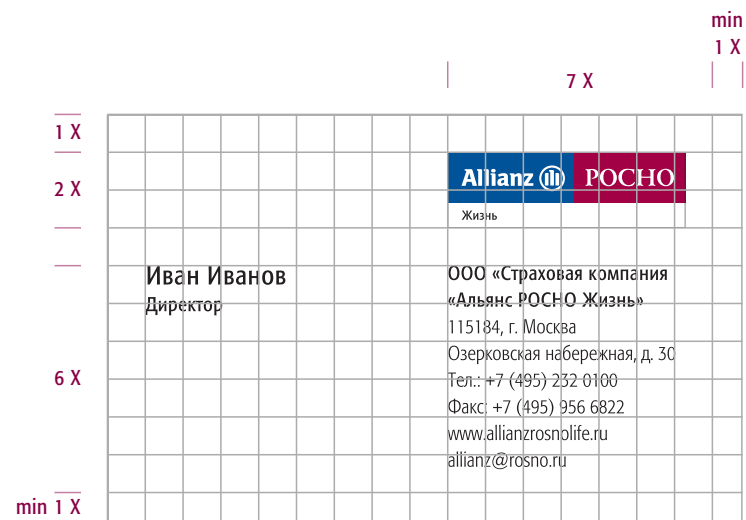 min
1 X
7 X
1 X
2 X
Allianz РОСНО
Жизнь
Иван Иванов
Директор
ООО «Страховая компания
«Альянс РОСНО Жизнь»
115184, г. Москва
Озерковская набережная, д. 30
Тел.: +7 (495) 232 0100
Факс: +7 (495) 956 6822
www.allianzrosnolife.ru
allianz@rosno.ru
6 X
min 1 X